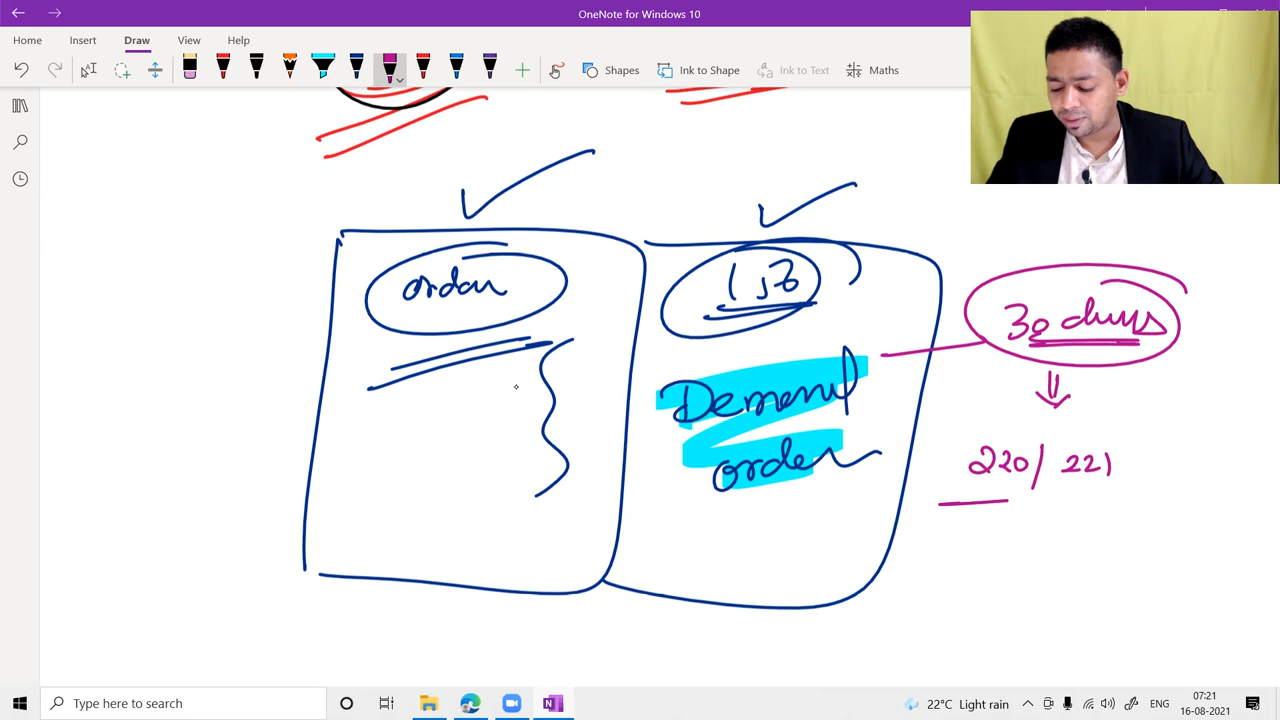 OneNote for Windows 10
Home Insert Draw View Help
Shapes Ink to Shape Ink to Text Maths
order
156
30 days
Demand
order
220/ 221
Type here to search
22°C Light rain ENG 07:21
16-08-2021